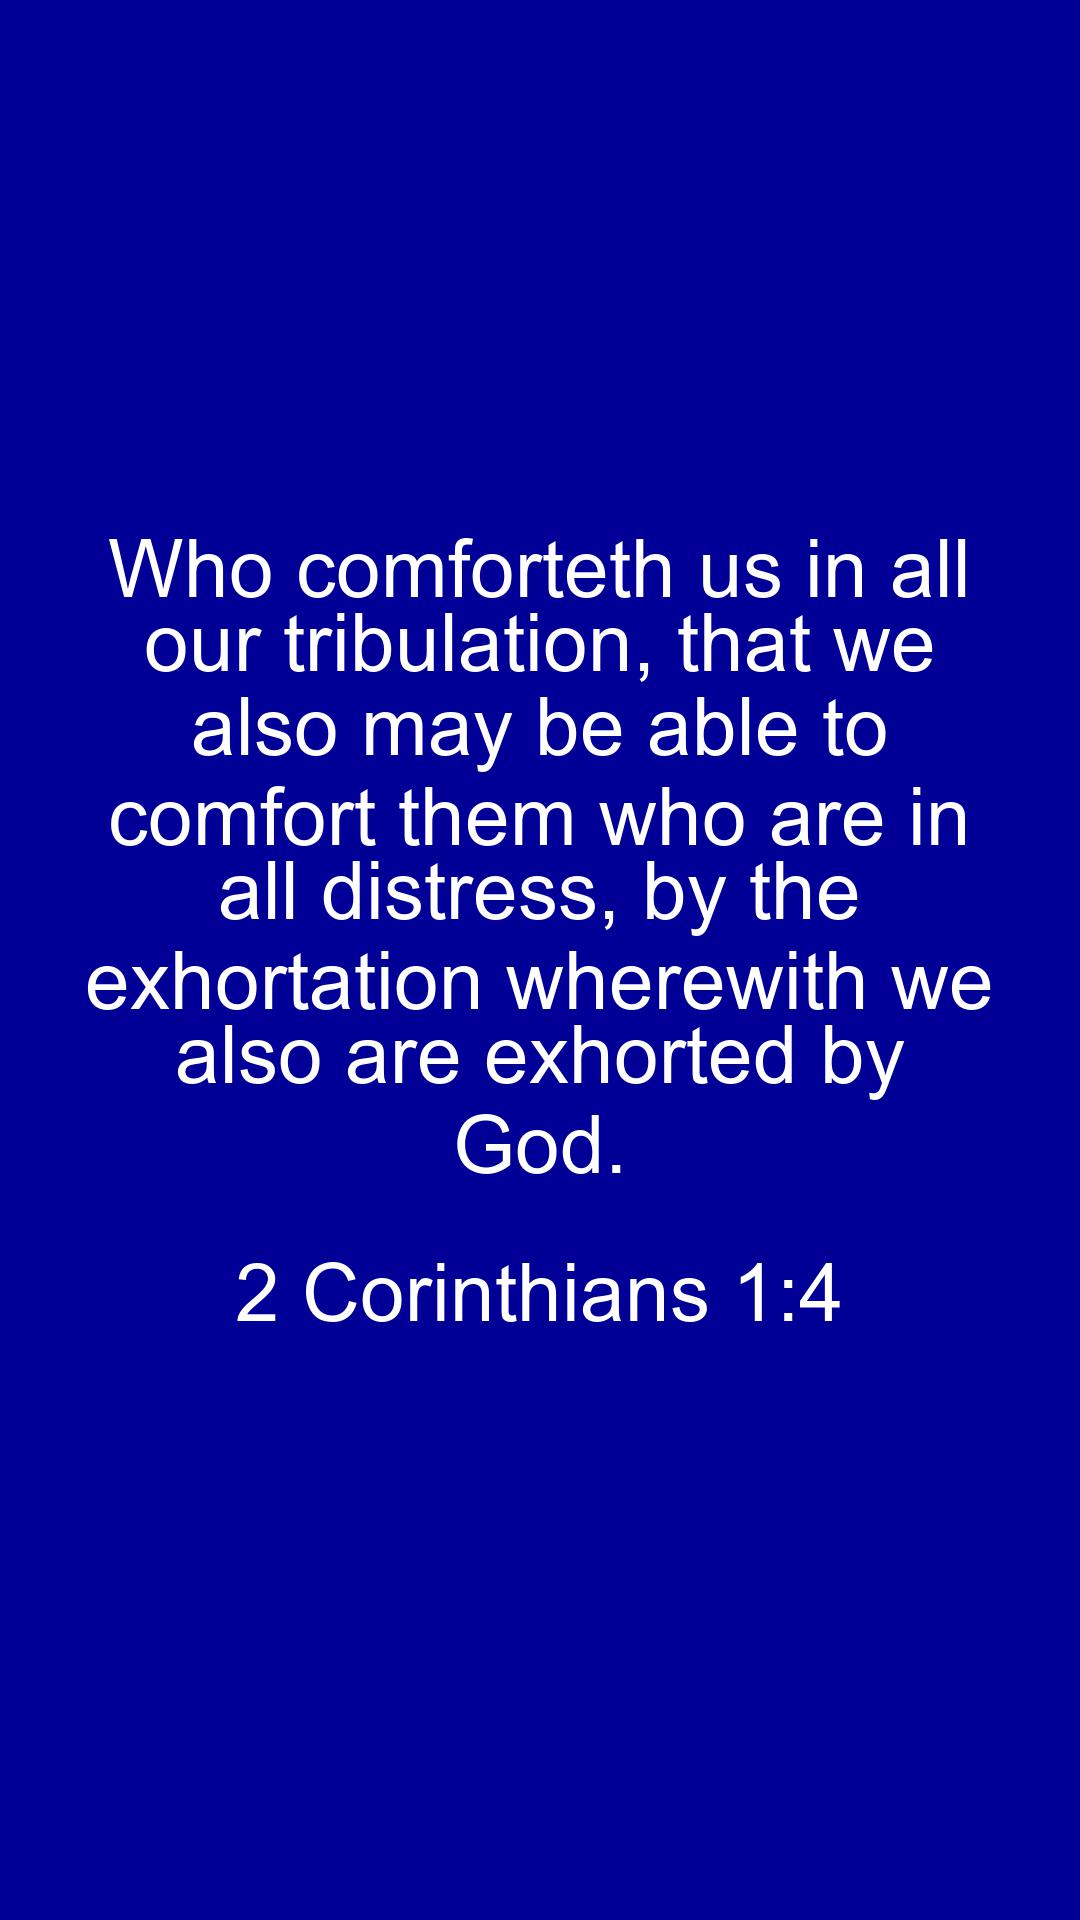 Who comforteth us in all
our tribulation, that we
also may be able to
comfort them who are in
all distress, by the
exhortation wherewith we
also are exhorted by
God.
2 Corinthians 1:4